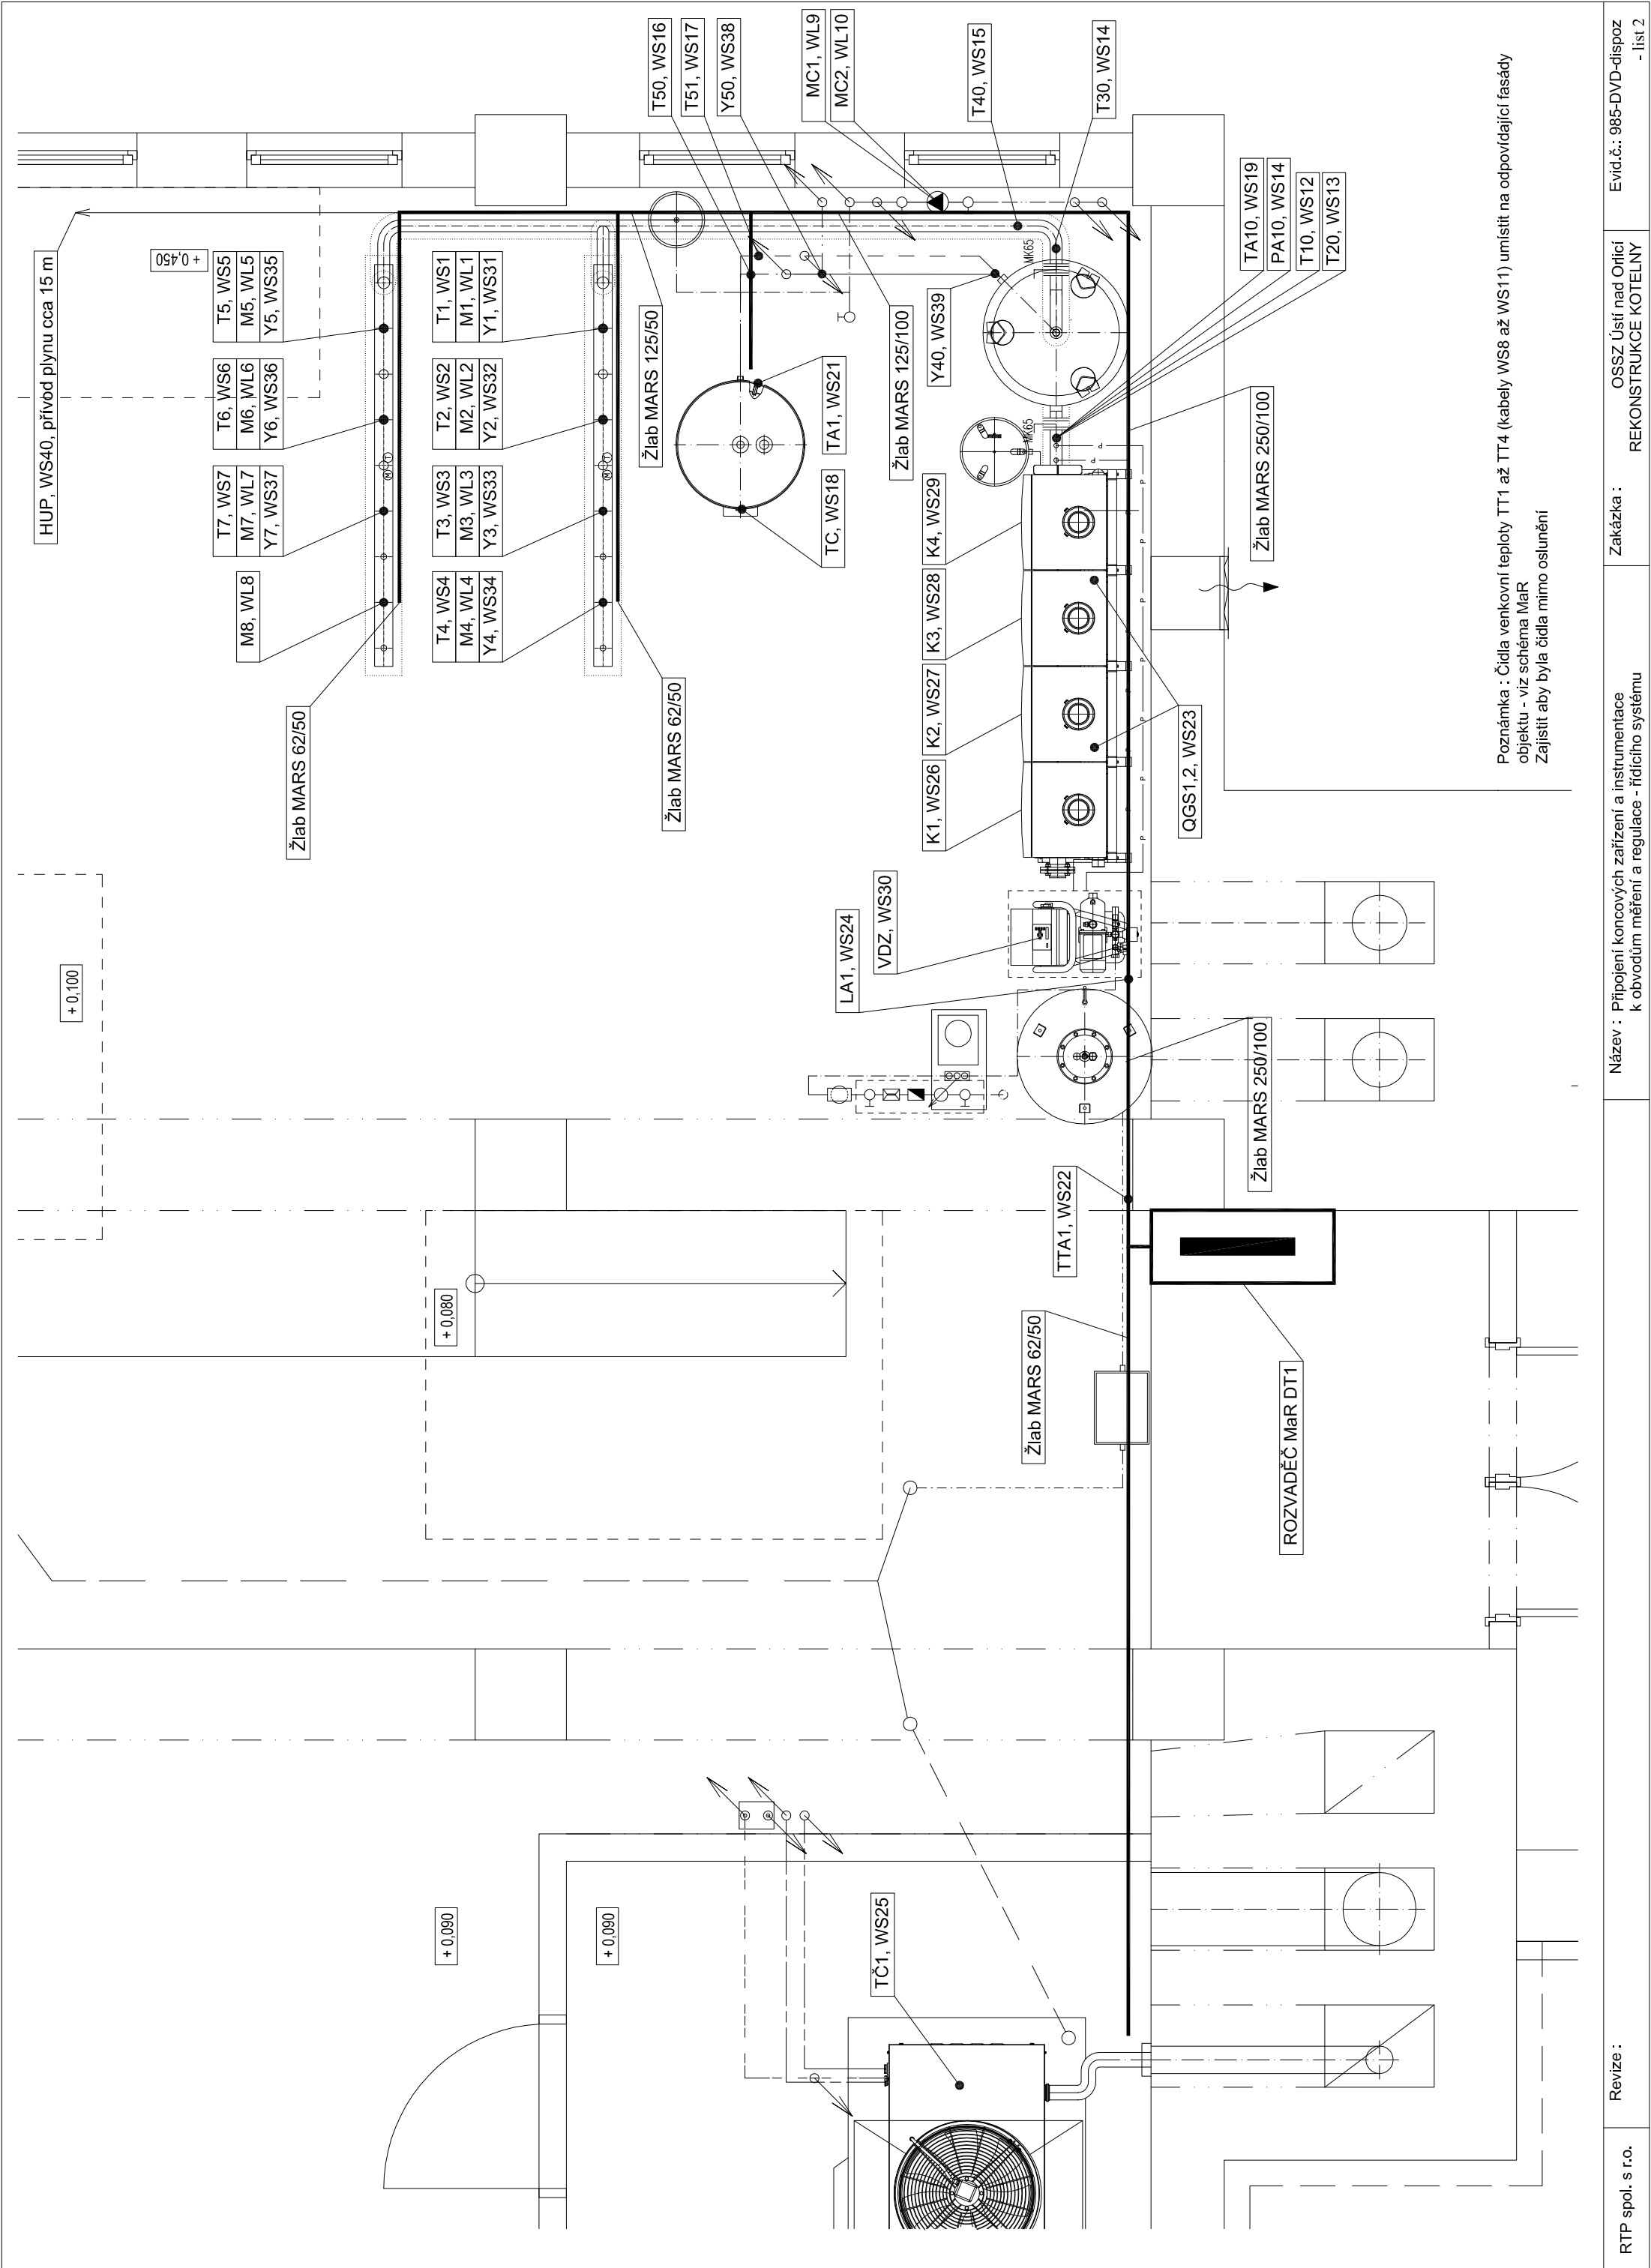 HUP, WS40, přívod plynu cca 15 m
+ 0,450
T5, WS5
M5, WL5
Y5, WS35
T6, WS6
M6, WL6
Y6, WS36
T7, WS7
M7, WL7
Y7, WS37
M8, WL8
T1, WS1
M1, WL1
Y1, WS31
T2, WS2
M2, WL2
Y2, WS32
T3, WS3
M3, WL3
Y3, WS33
T4, WS4
M4, WL4
Y4, WS34
M T
M T
Žlab MARS 62/50
Žlab MARS 62/50
Žlab MARS 125/50
T50, WS16
T51, WS17
Y50, WS38
MC1, WL9
MC2, WL10
T40, WS15
T30, WS14
MK65
MK65
TA1, WS21
TC, WS18
Žlab MARS 125/100
Y40, WS39
TA10, WS19
PA10, WS14
T10, WS12
T20, WS13
Žlab MARS 250/100
K4, WS29
K3, WS28
K2, WS27
K1, WS26
QGS1,2, WS23
P
P
P
P
P
P
P
VDZ, WS30
LA1, WS24
Žlab MARS 250/100
TTA1, WS22
Žlab MARS 62/50
ROZVADĚČ MaR DT1
+ 0,100
+ 0,080
+ 0,090
+ 0,090
TČ1, WS25
Poznámka : Čidla venkovní teploty TT1 až TT4 (kabely WS8 až WS11) umístit na odpovídající fasády
objektu - viz schéma MaR
Zajistit aby byla čidla mimo oslunění
RTP spol. s r.o.
Revize :
Název : Připojení koncových zařízení a instrumentace
k obvodům měření a regulace - řídícího systému
Zakázka :
OSSZ Ústí nad Orlicí
REKONSTRUKCE KOTELNY
Evid.č.: 985-DVD-dispoz
- list 2